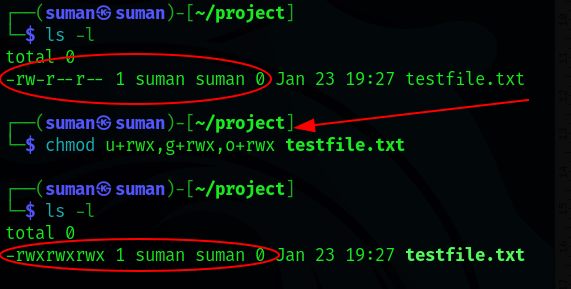 ┌──(suman㉿suman)-[~/project]
└─$ ls -l
total 0
-rw-r--r-- 1 suman suman 0 Jan 23 19:27 testfile.txt
┌──(suman㉿suman)-[~/project]
└─$ chmod u+rwx,g+rwx,o+rwx testfile.txt
┌──(suman㉿suman)-[~/project]
└─$ ls -l
total 0
-rwxrwxrwx 1 suman suman 0 Jan 23 19:27 testfile.txt